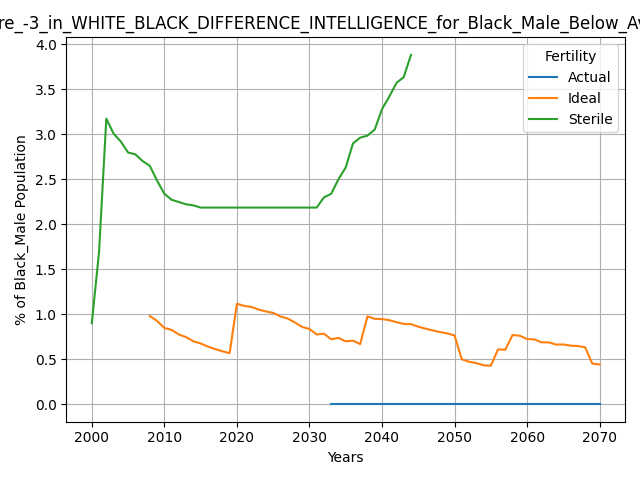 re_-3_in_WHITE_BLACK_DIFFERENCE_INTELLIGENCE_for_Black_Male_Below_Av
4.0
3.5
3.0
2.5
2.0
1.5
1.0
0.5
0.0
% of Black_Male Population
Fertility
Actual
Ideal
Sterile
2000 2010 2020 2030 2040 2050 2060 2070
Years